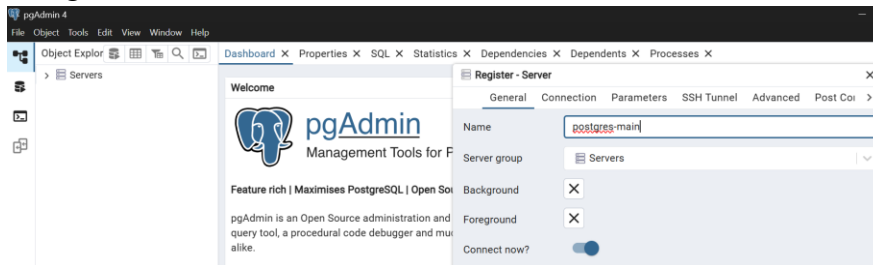 pgAdmin 4
File Object Tools Edit View Window Help
Object Explor
Dashboard Properties SQL Statistics Dependencies Dependents Processes
Servers
Register - Server
Welcome
General Connection Parameters SSH Tunnel Advanced Post Co
pgAdmin
Management Tools for P
Name postgres-main
Server group Servers
Feature rich | Maximises PostgreSQL | Open Sou
Background
pgAdmin is an Open Source administration and
Foreground
query tool, a procedural code debugger and muc
alike.
Connect now?